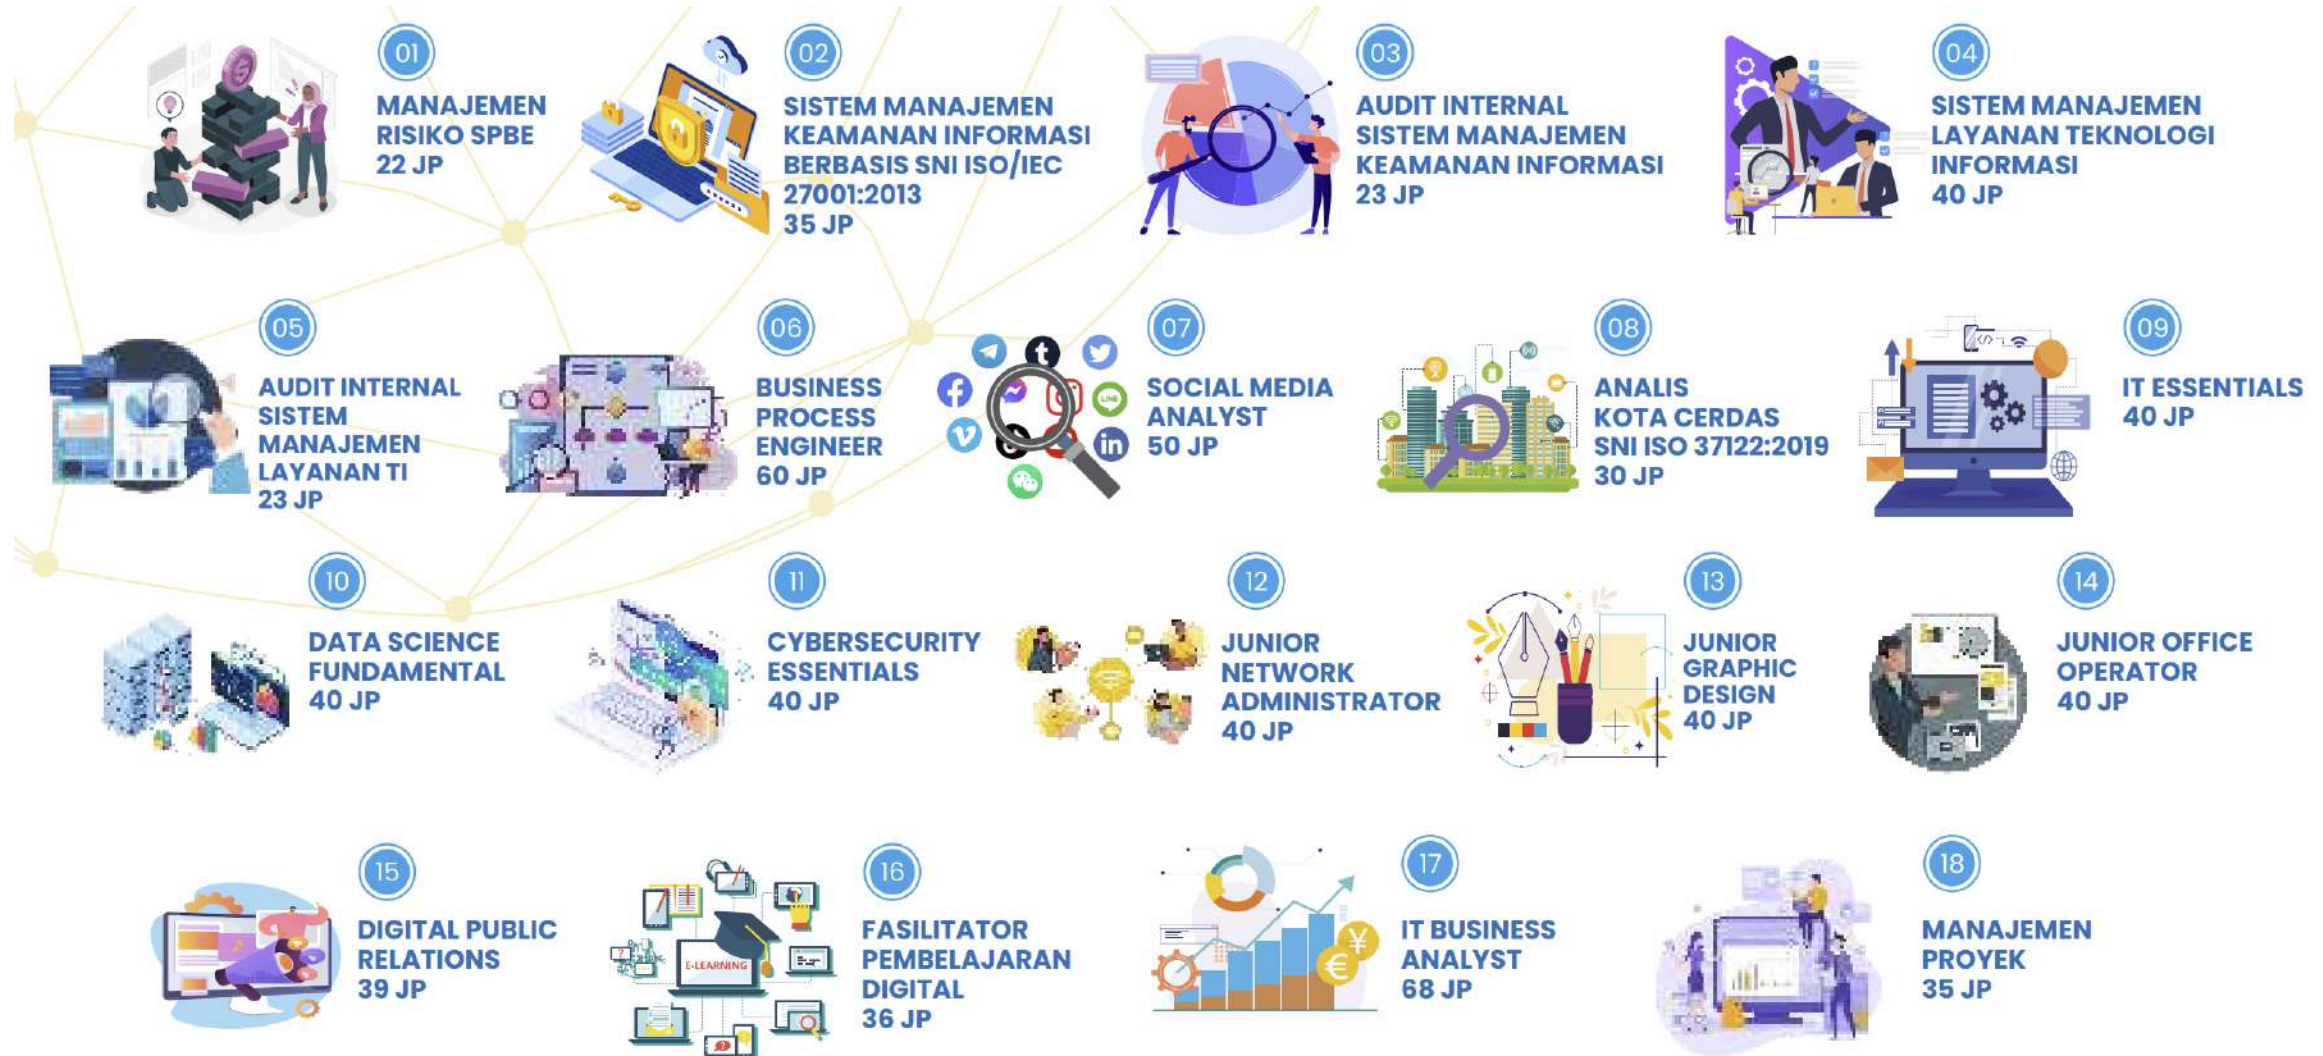 01
MANAJEMEN
RISIKO SPBE
22 JP
02
SISTEM MANAJEMEN
KEAMANAN INFORMASI
BERBASIS SNI ISO/IEC
27001:2013
35 JP
03
AUDIT INTERNAL
SISTEM MANAJEMEN
KEAMANAN INFORMASI
23 JP
04
SISTEM MANAJEMEN
LAYANAN TEKNOLOGI
INFORMASI
40 JP
05
AUDIT INTERNAL
SISTEM
MANAJEMEN
LAYANAN TI
23 JP
06
BUSINESS
PROCESS
ENGINEER
60 JP
LINE
07
SOCIAL MEDIA
ANALYST
50 JP
08
ANALIS
KOTA CERDAS
SNI ISO 37122:2019
30 JP
09
IT ESSENTIALS
40 JP
10
DATA SCIENCE
FUNDAMENTAL
40 JP
11
CYBERSECURITY
ESSENTIALS
40 JP
12
JUNIOR
NETWORK
ADMINISTRATOR
40 JP
13
JUNIOR
GRAPHIC
DESIGN
40 JP
14
JUNIOR OFFICE
OPERATOR
40 JP
15
DIGITAL PUBLIC
RELATIONS
39 JP
E-LEARNING
16
FASILITATOR
PEMBELAJARAN
DIGITAL
36 JP
17
IT BUSINESS
ANALYST
68 JP
18
MANAJEMEN
PROYEK
35 JP